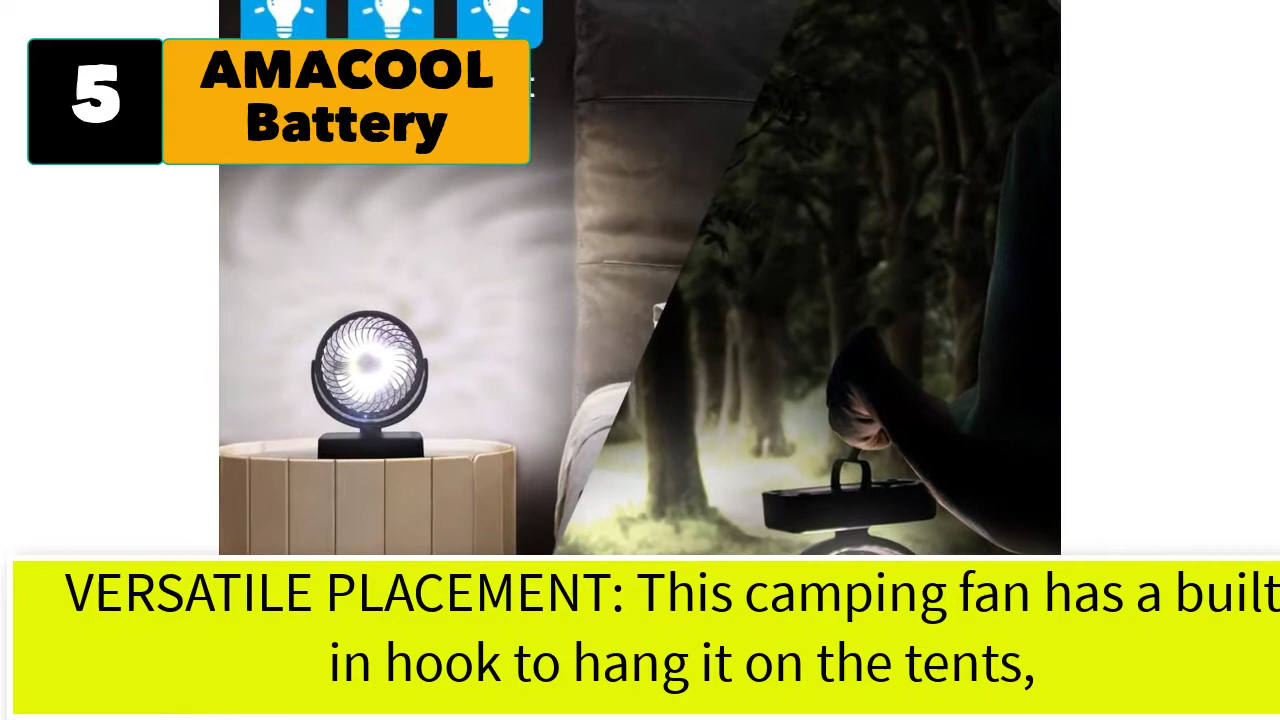 5
AMACOOL
Battery
VERSATILE PLACEMENT: This camping fan has a built
in hook to hang it on the tents,